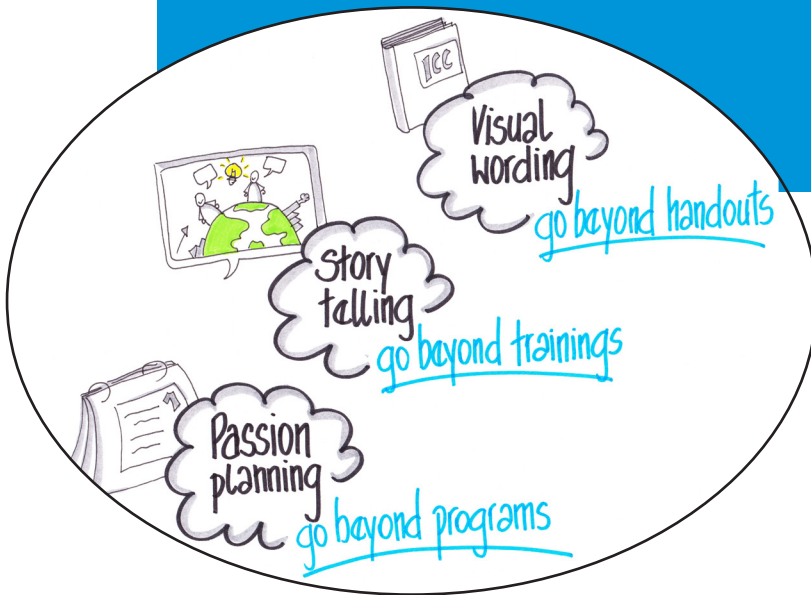 ICC
Visual
wording
go beyond handouts
Story
telling
go beyond trainings
Passion
planning
go beyond programs